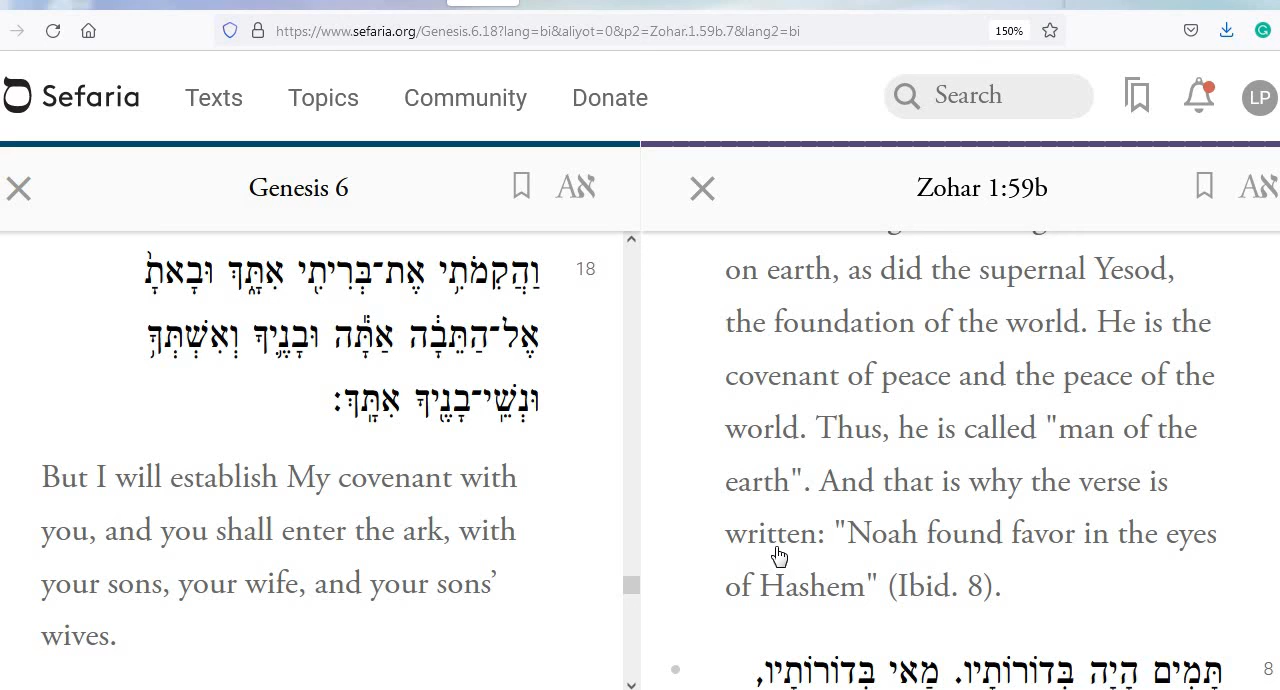 https://www.sefaria.org/Genesis.6.18?lang=bi&aliyot=0&p2=Zohar.1.59b.7&lang2=bi
150%
Sefaria
Texts
Topics
Community
Donate
Search
LP
Genesis 6
Aא
Zohar 1:59b
Aא
18
וַהֲקִמֹתִ֥י אֶת־בְּרִיתִ֖י אִתָּ֑ךְ וּבָאתָ֙
אֶל־הַתֵּבָ֔ה אַתָּ֕ה וּבָנֶ֛יךָ וְאִשְׁתְּךָ֥
וּנְשֵֽׁי־בָנֶ֖יךָ אִתָּֽךְ׃
But I will establish My covenant with
you, and you shall enter the ark, with
your sons, your wife, and your sons’
wives.
on earth, as did the supernal Yesod,
the foundation of the world. He is the
covenant of peace and the peace of the
world. Thus, he is called "man of the
earth". And that is why the verse is
written: "Noah found favor in the eyes
of Hashem" (Ibid. 8).
8
תָּמִים הָיָה בְּדוֹרוֹתָיו. מַאי בְּדוֹרוֹתָיו,